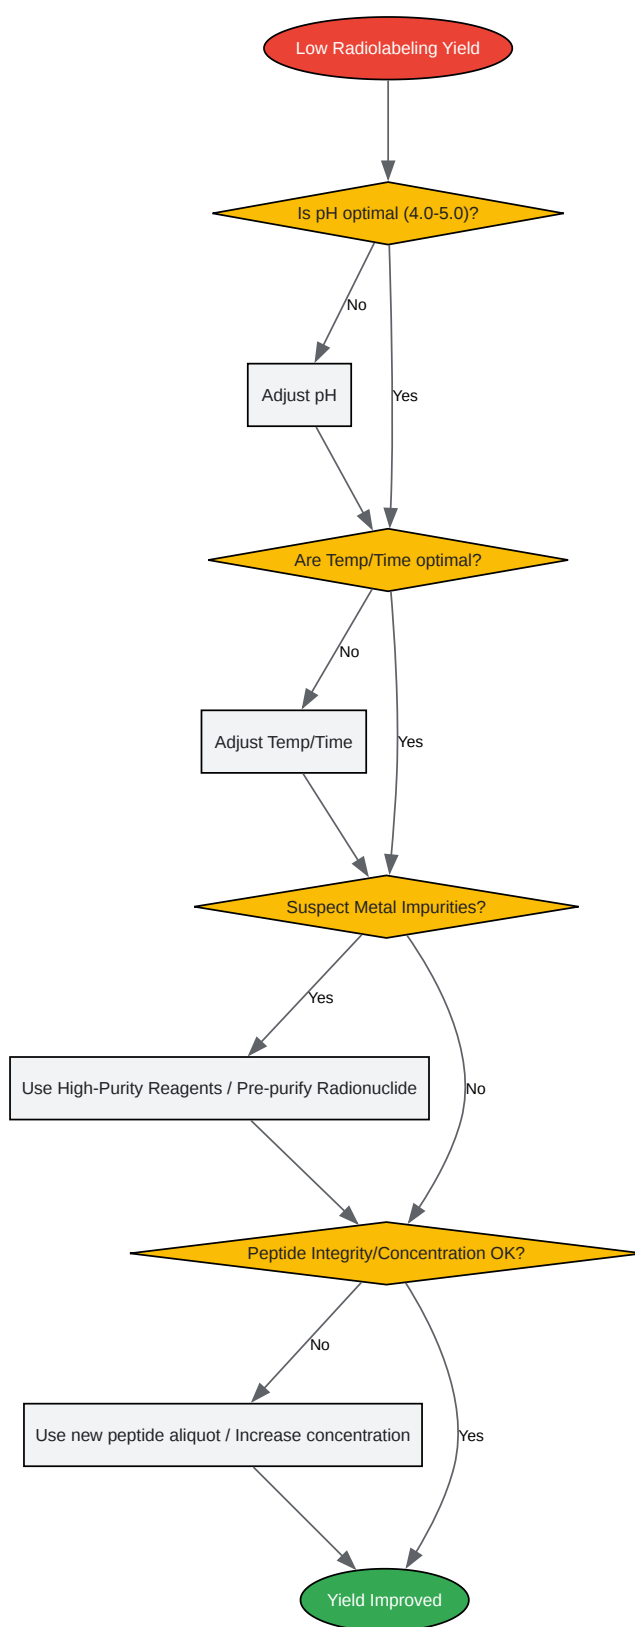 Low Radiolabeling Yield
Is pH optimal (4.0-5.0)?
No
Adjust pH
Yes
Are Temp/Time optimal?
No
Adjust Temp/Time
Yes
Suspect Metal Impurities?
Yes
Use High-Purity Reagents / Pre-purify Radionuclide
No
Peptide Integrity/Concentration OK?
No
Use new peptide aliquot / Increase concentration
Yes
Yield Improved